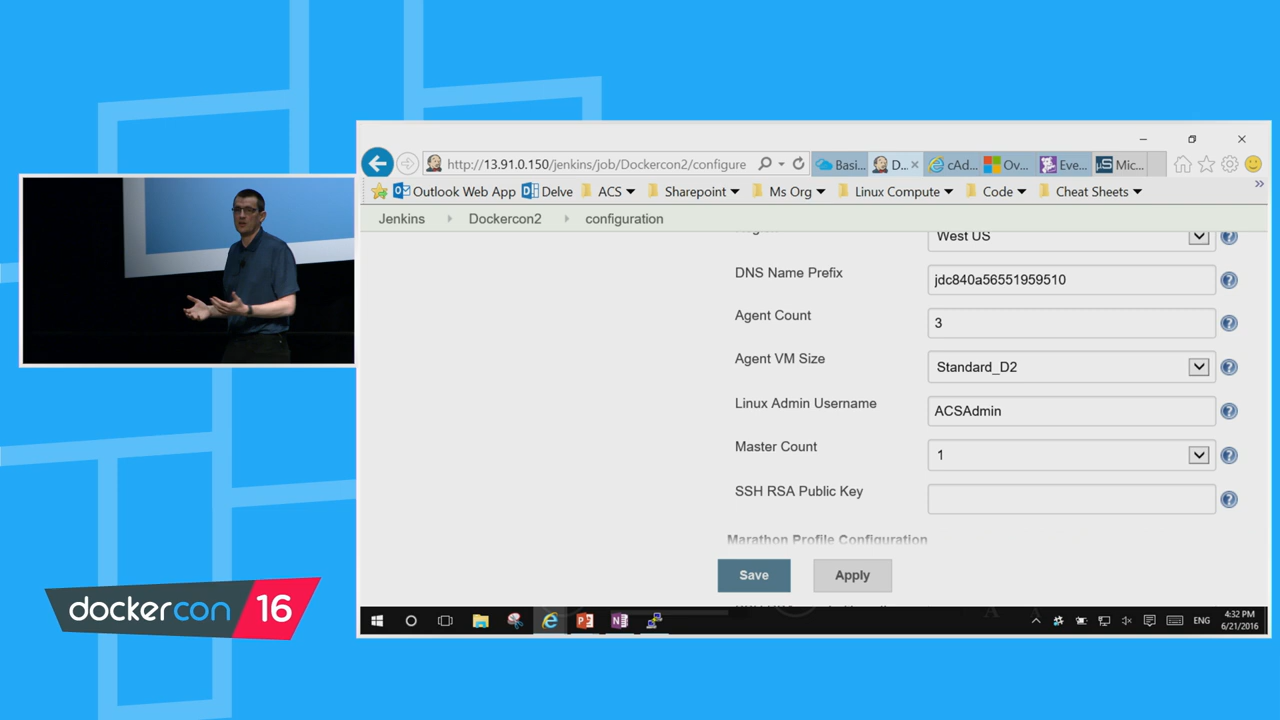 http://13.91.0.150/jenkins/job/Dockercon2/configure
Basi...
D...
cAd...
Ov...
Eve...
Mic...
Outlook Web App
Delve
ACS
Sharepoint
Ms Org
Linux Compute
Code
Cheat Sheets
Jenkins
Dockercon2
configuration
West US
DNS Name Prefix
jdc840a56551959510
Agent Count
3
Agent VM Size
Standard_D2
Linux Admin Username
ACSAdmin
Master Count
1
SSH RSA Public Key
Marathon Profile Configuration
Save
Apply
dockercon 16
ENG
4:32 PM
6/21/2016